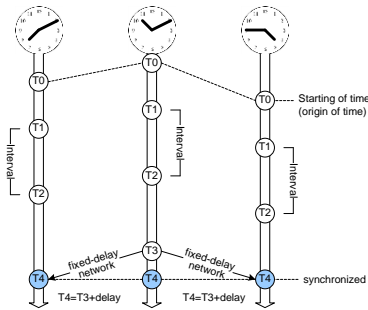 T0
T0
T0
Starting of time
(origin of time)
T1
T1
T1
Interval
Interval
Interval
T2
T2
T2
T3
fixed-delay
network
fixed-delay
network
T4
T4
T4
synchronized
T4=T3+delay
T4=T3+delay